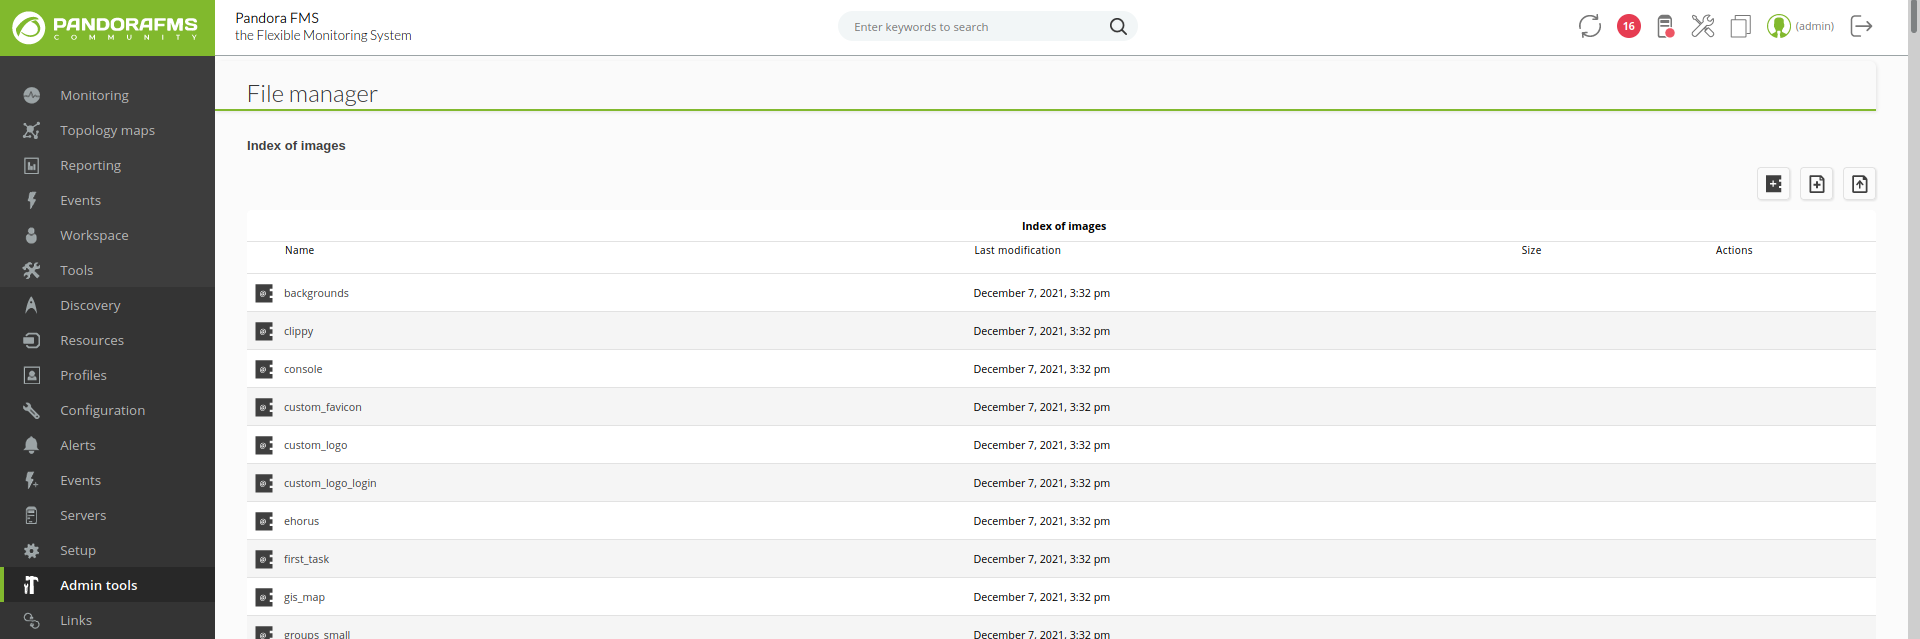 PANDORAFMS
COMMUNITY
Pandora FMS
the Flexible Monitoring System
Enter keywords to search
16
(admin)
Monitoring
Topology maps
Reporting
Events
Workspace
Tools
Discovery
Resources
Profiles
Configuration
Alerts
Events
Servers
Setup
Admin tools
Links
File manager
Index of images
Index of images
Name Last modification Size Actions
backgrounds December 7, 2021, 3:32 pm
clippy December 7, 2021, 3:32 pm
console December 7, 2021, 3:32 pm
custom_favicon December 7, 2021, 3:32 pm
custom_logo December 7, 2021, 3:32 pm
custom_logo_login December 7, 2021, 3:32 pm
ehorus December 7, 2021, 3:32 pm
first_task December 7, 2021, 3:32 pm
gis_map December 7, 2021, 3:32 pm
groups_small December 7, 2021, 3:32 pm